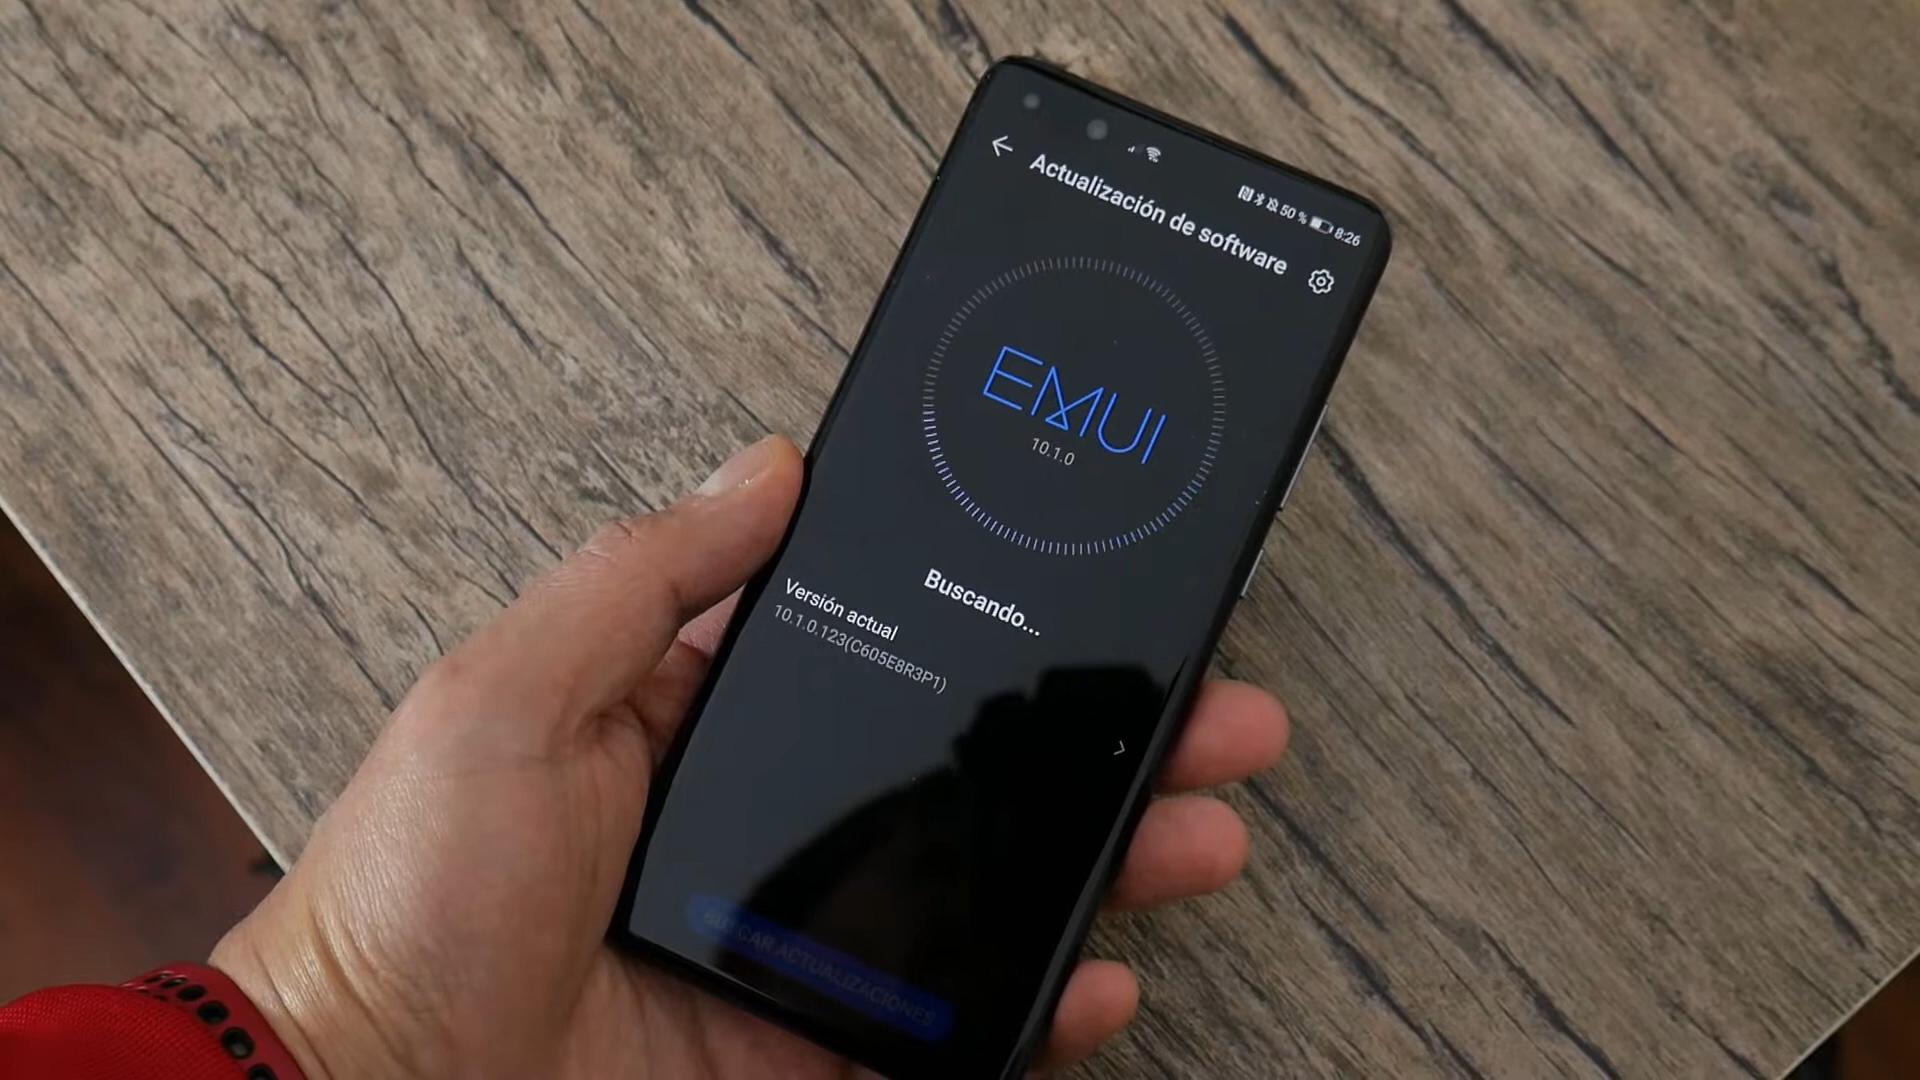 50 % 8:26
Actualización de software
EMUI
10.1.0
Buscando...
Versión actual
10.1.0.123(C605E8R3P1)
BUSCAR ACTUALIZACIONES